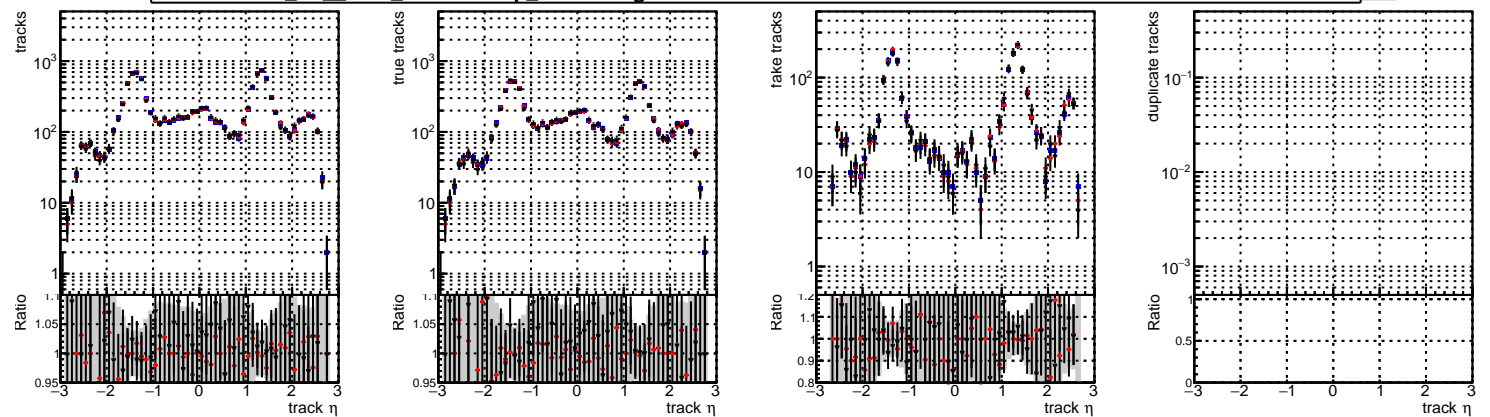 tracks
10³
10²
10
1
Ratio
1.1
1.05
1
0.95
−3 −2 −1 0 1 2 3
track η
true tracks
10³
10²
10
1
Ratio
1.1
1.05
1
0.95
−3 −2 −1 0 1 2 3
track η
fake tracks
10²
10
1
Ratio
1.2
1.1
1
0.9
0.8
−3 −2 −1 0 1 2 3
track η
duplicate tracks
10⁻¹
10⁻²
10⁻³
Ratio
1
0.5
0
−3 −2 −1 0 1 2 3
track η